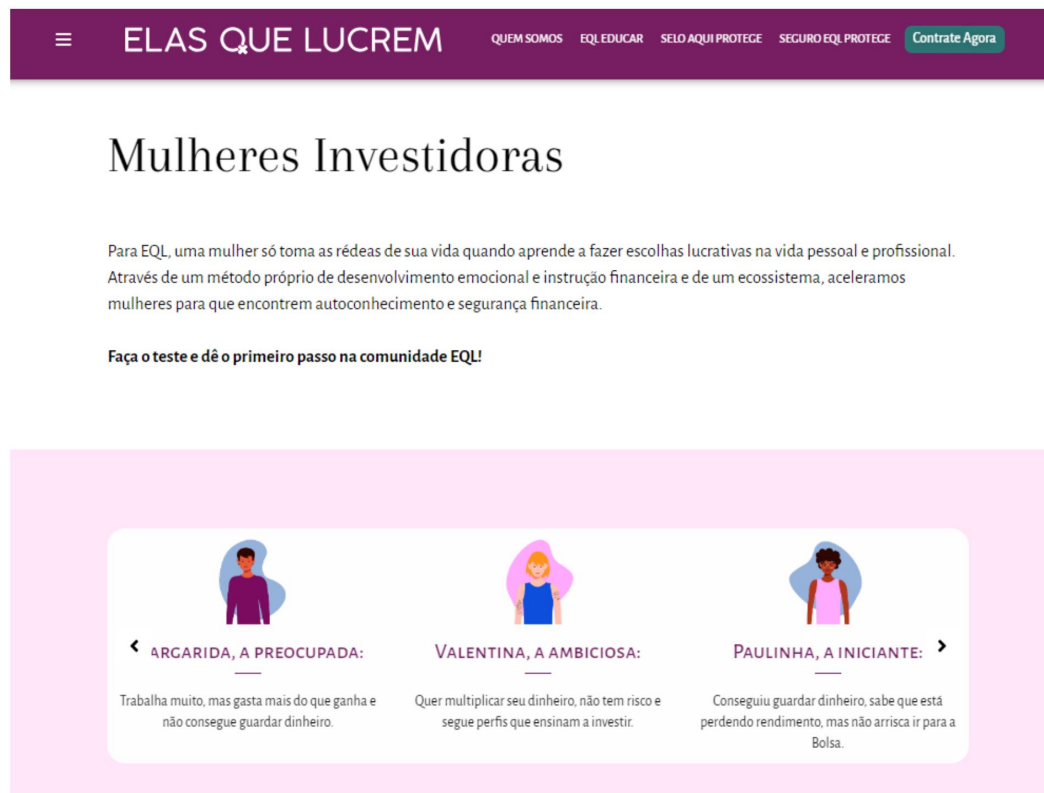 ELAS QUE LUCREM
QUEM SOMOS EQL EDUCAR SELO AQUI PROTEGE SEGURO EQL PROTEGE Contrate Agora
Mulheres Investidoras
Para EQL, uma mulher só toma as rédeas de sua vida quando aprende a fazer escolhas lucrativas na vida pessoal e profissional.
Através de um método próprio de desenvolvimento emocional e instrução financeira e de um ecossistema, aceleramos
mulheres para que encontrem autoconhecimento e segurança financeira.
Faça o teste e dê o primeiro passo na comunidade EQL!
ARGARIDA, A PREOCUPADA:
Trabalha muito, mas gasta mais do que ganha e
não consegue guardar dinheiro.
VALENTINA, A AMBICIOSA:
Quer multiplicar seu dinheiro, não tem risco e
segue perfis que ensinam a investir.
PAULINHA, A INICIANTE:
Conseguiu guardar dinheiro, sabe que está
perdendo rendimento, mas não arrisca ir para a
Bolsa.